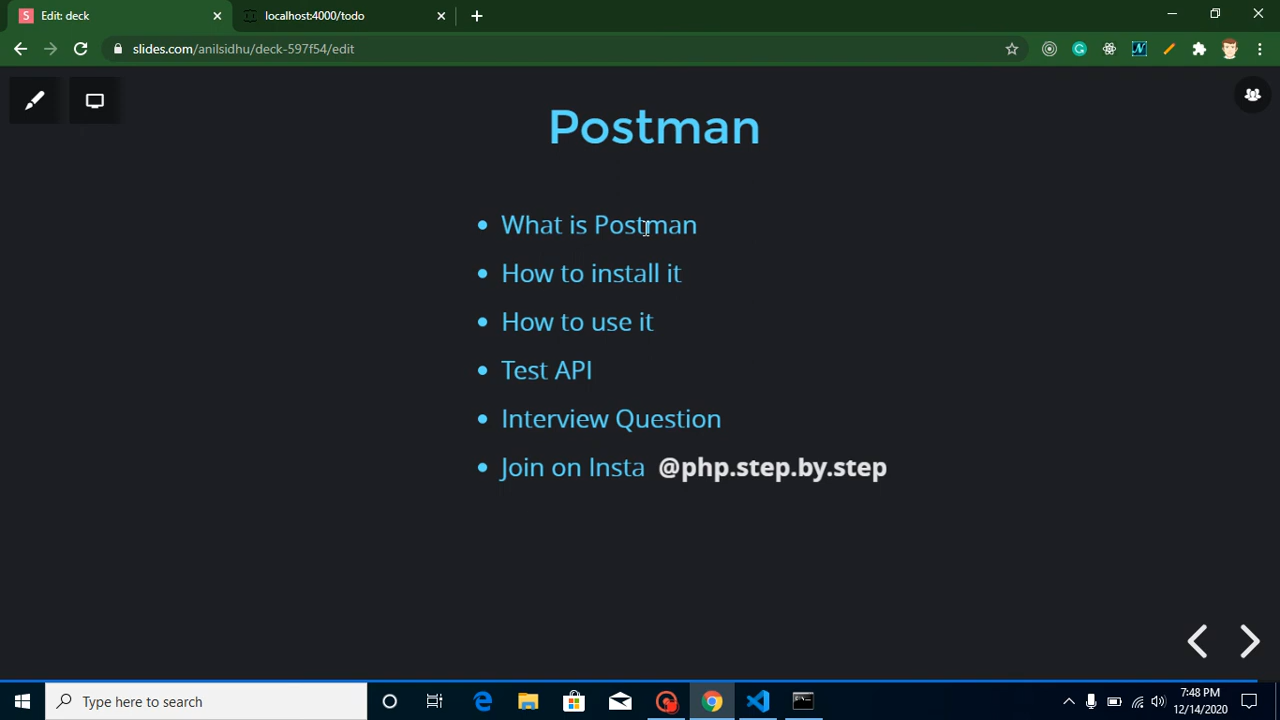 Edit: deck
localhost:4000/todo
slides.com/anilsidhu/deck-597f54/edit
Postman
What is Postman
How to install it
How to use it
Test API
Interview Question
Join on Insta @php.step.by.step
Type here to search
7:48 PM
12/14/2020